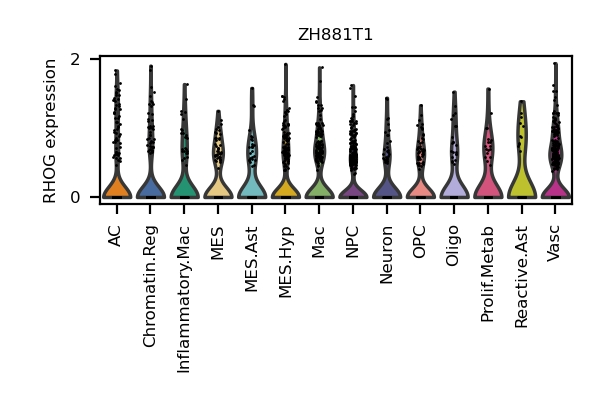 ZH881T1
RHOG expression
2
0
AC
Chromatin.Reg
Inflammatory.Mac
MES
MES.Ast
MES.Hyp
Mac
NPC
Neuron
OPC
Oligo
Prolif.Metab
Reactive.Ast
Vasc